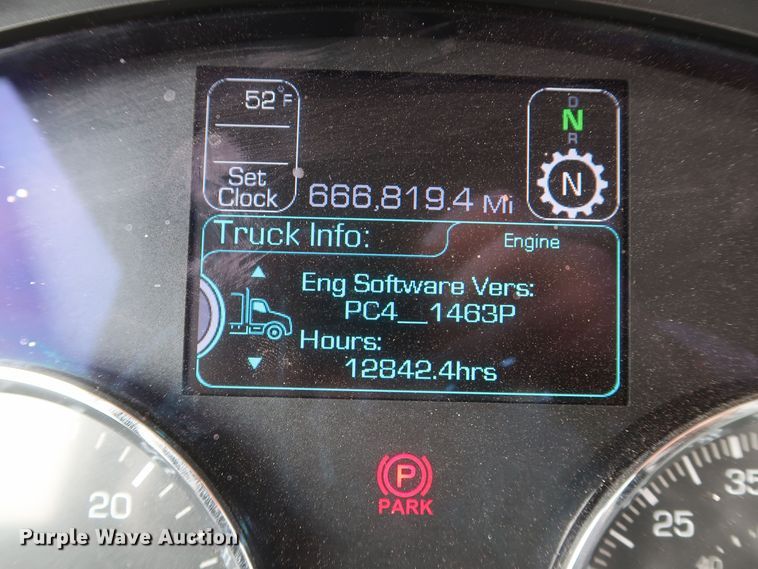 52°F
Set
Clock
666,819.4 Mi
D
N
R
N
Truck Info:
Engine
Eng Software Vers:
PC4__1463P
Hours:
12842.4hrs
P
PARK
20
25
35
40
Purple Wave Auction